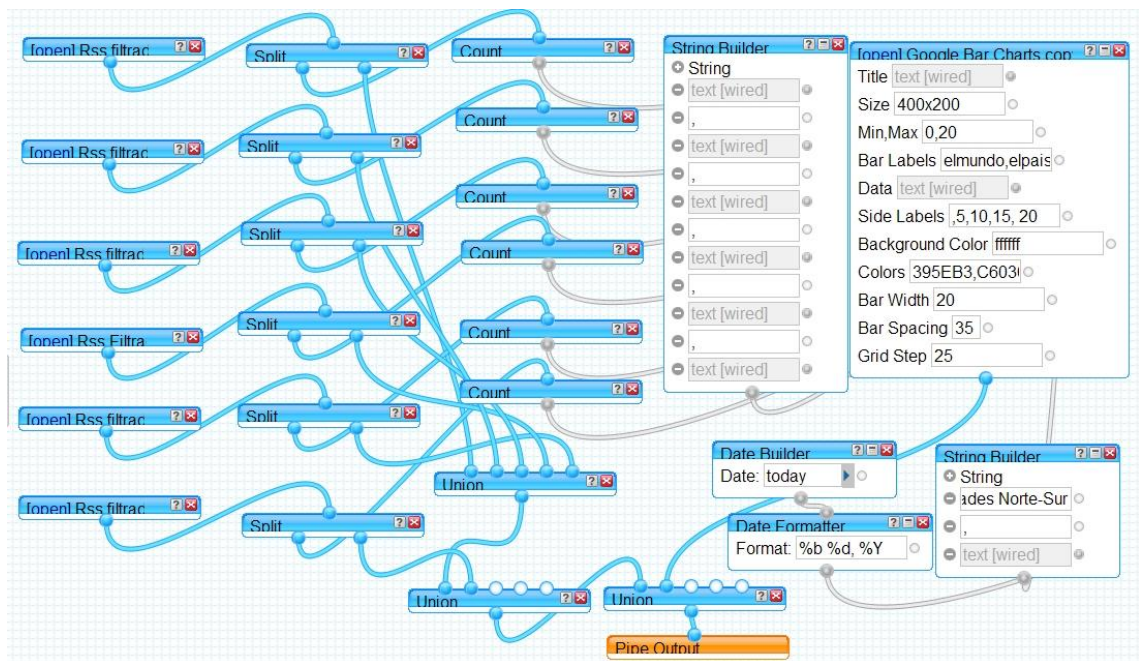 [open] Rss filtrac
Split
Count
[open] Rss filtrac
Split
Count
[open] Rss filtrac
Split
Count
Count
[open] Rss Filtra
Split
Count
[open] Rss filtrac
Split
Count
[open] Rss filtrac
Split
Union
Union
Union
Pipe Output
String Builder
String
text [wired]
,
text [wired]
,
text [wired]
,
text [wired]
,
text [wired]
,
text [wired]
[open] Google Bar Charts cop
Title text [wired]
Size 400x200
Min,Max 0,20
Bar Labels elmundo,elpais
Data text [wired]
Side Labels ,5,10,15, 20
Background Color ffffff
Colors 395EB3,C603
Bar Width 20
Bar Spacing 35
Grid Step 25
Date Builder
Date: today
Date Formatter
Format: %b %d, %Y
String Builder
String
ades Norte-Sur
,
text [wired]